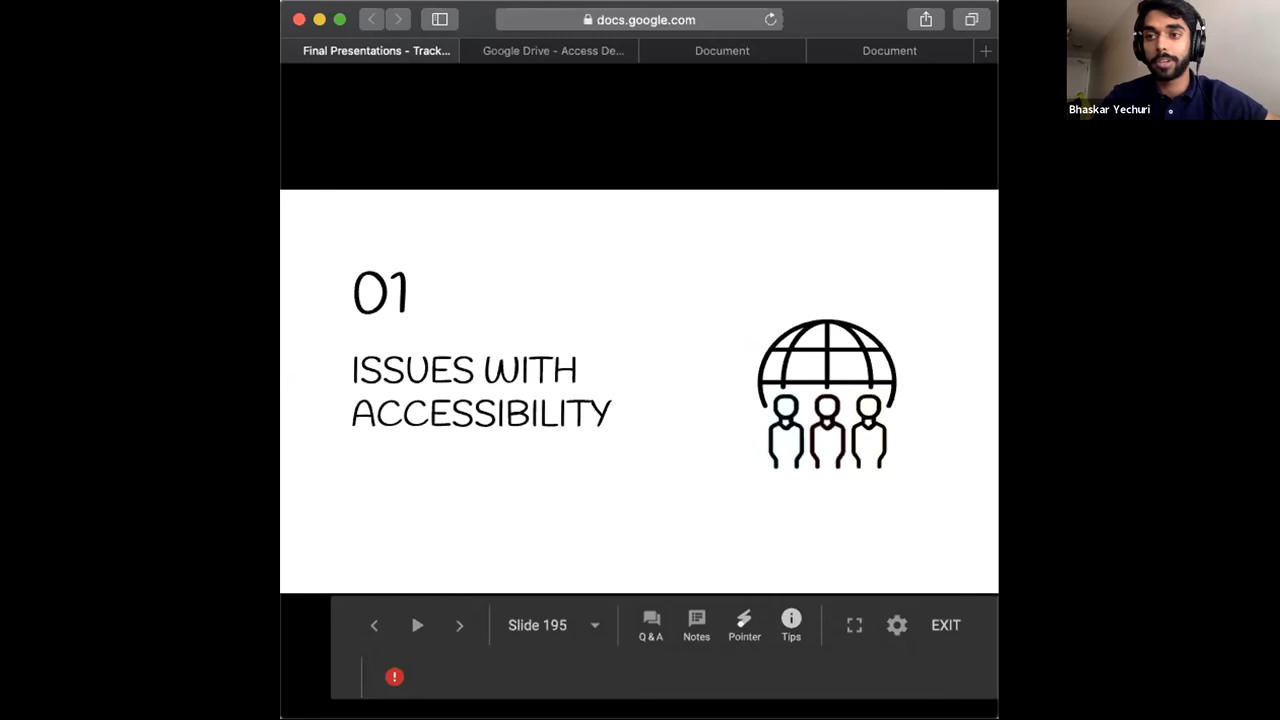 docs.google.com
Final Presentations - Track...
Google Drive - Access De...
Document
Document
Bhaskar Yechuri
01
ISSUES WITH
ACCESSIBILITY
Slide 195
Q & A
Notes
Pointer
Tips
EXIT